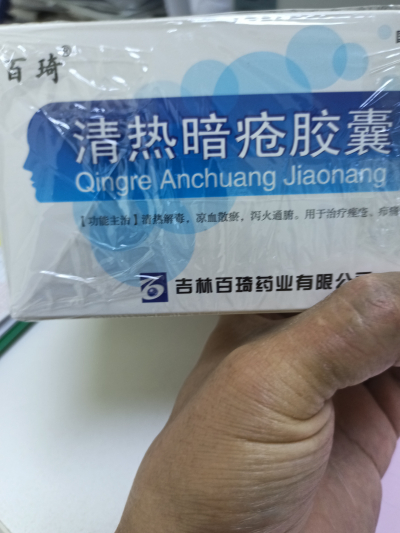 百琦®
清热暗疮胶囊
Qingre Anchuang Jiaonang
【功能主治】清热解毒，凉血散瘀，泻火通腑。用于治疗痤疮，疖
吉林百琦药业有限公